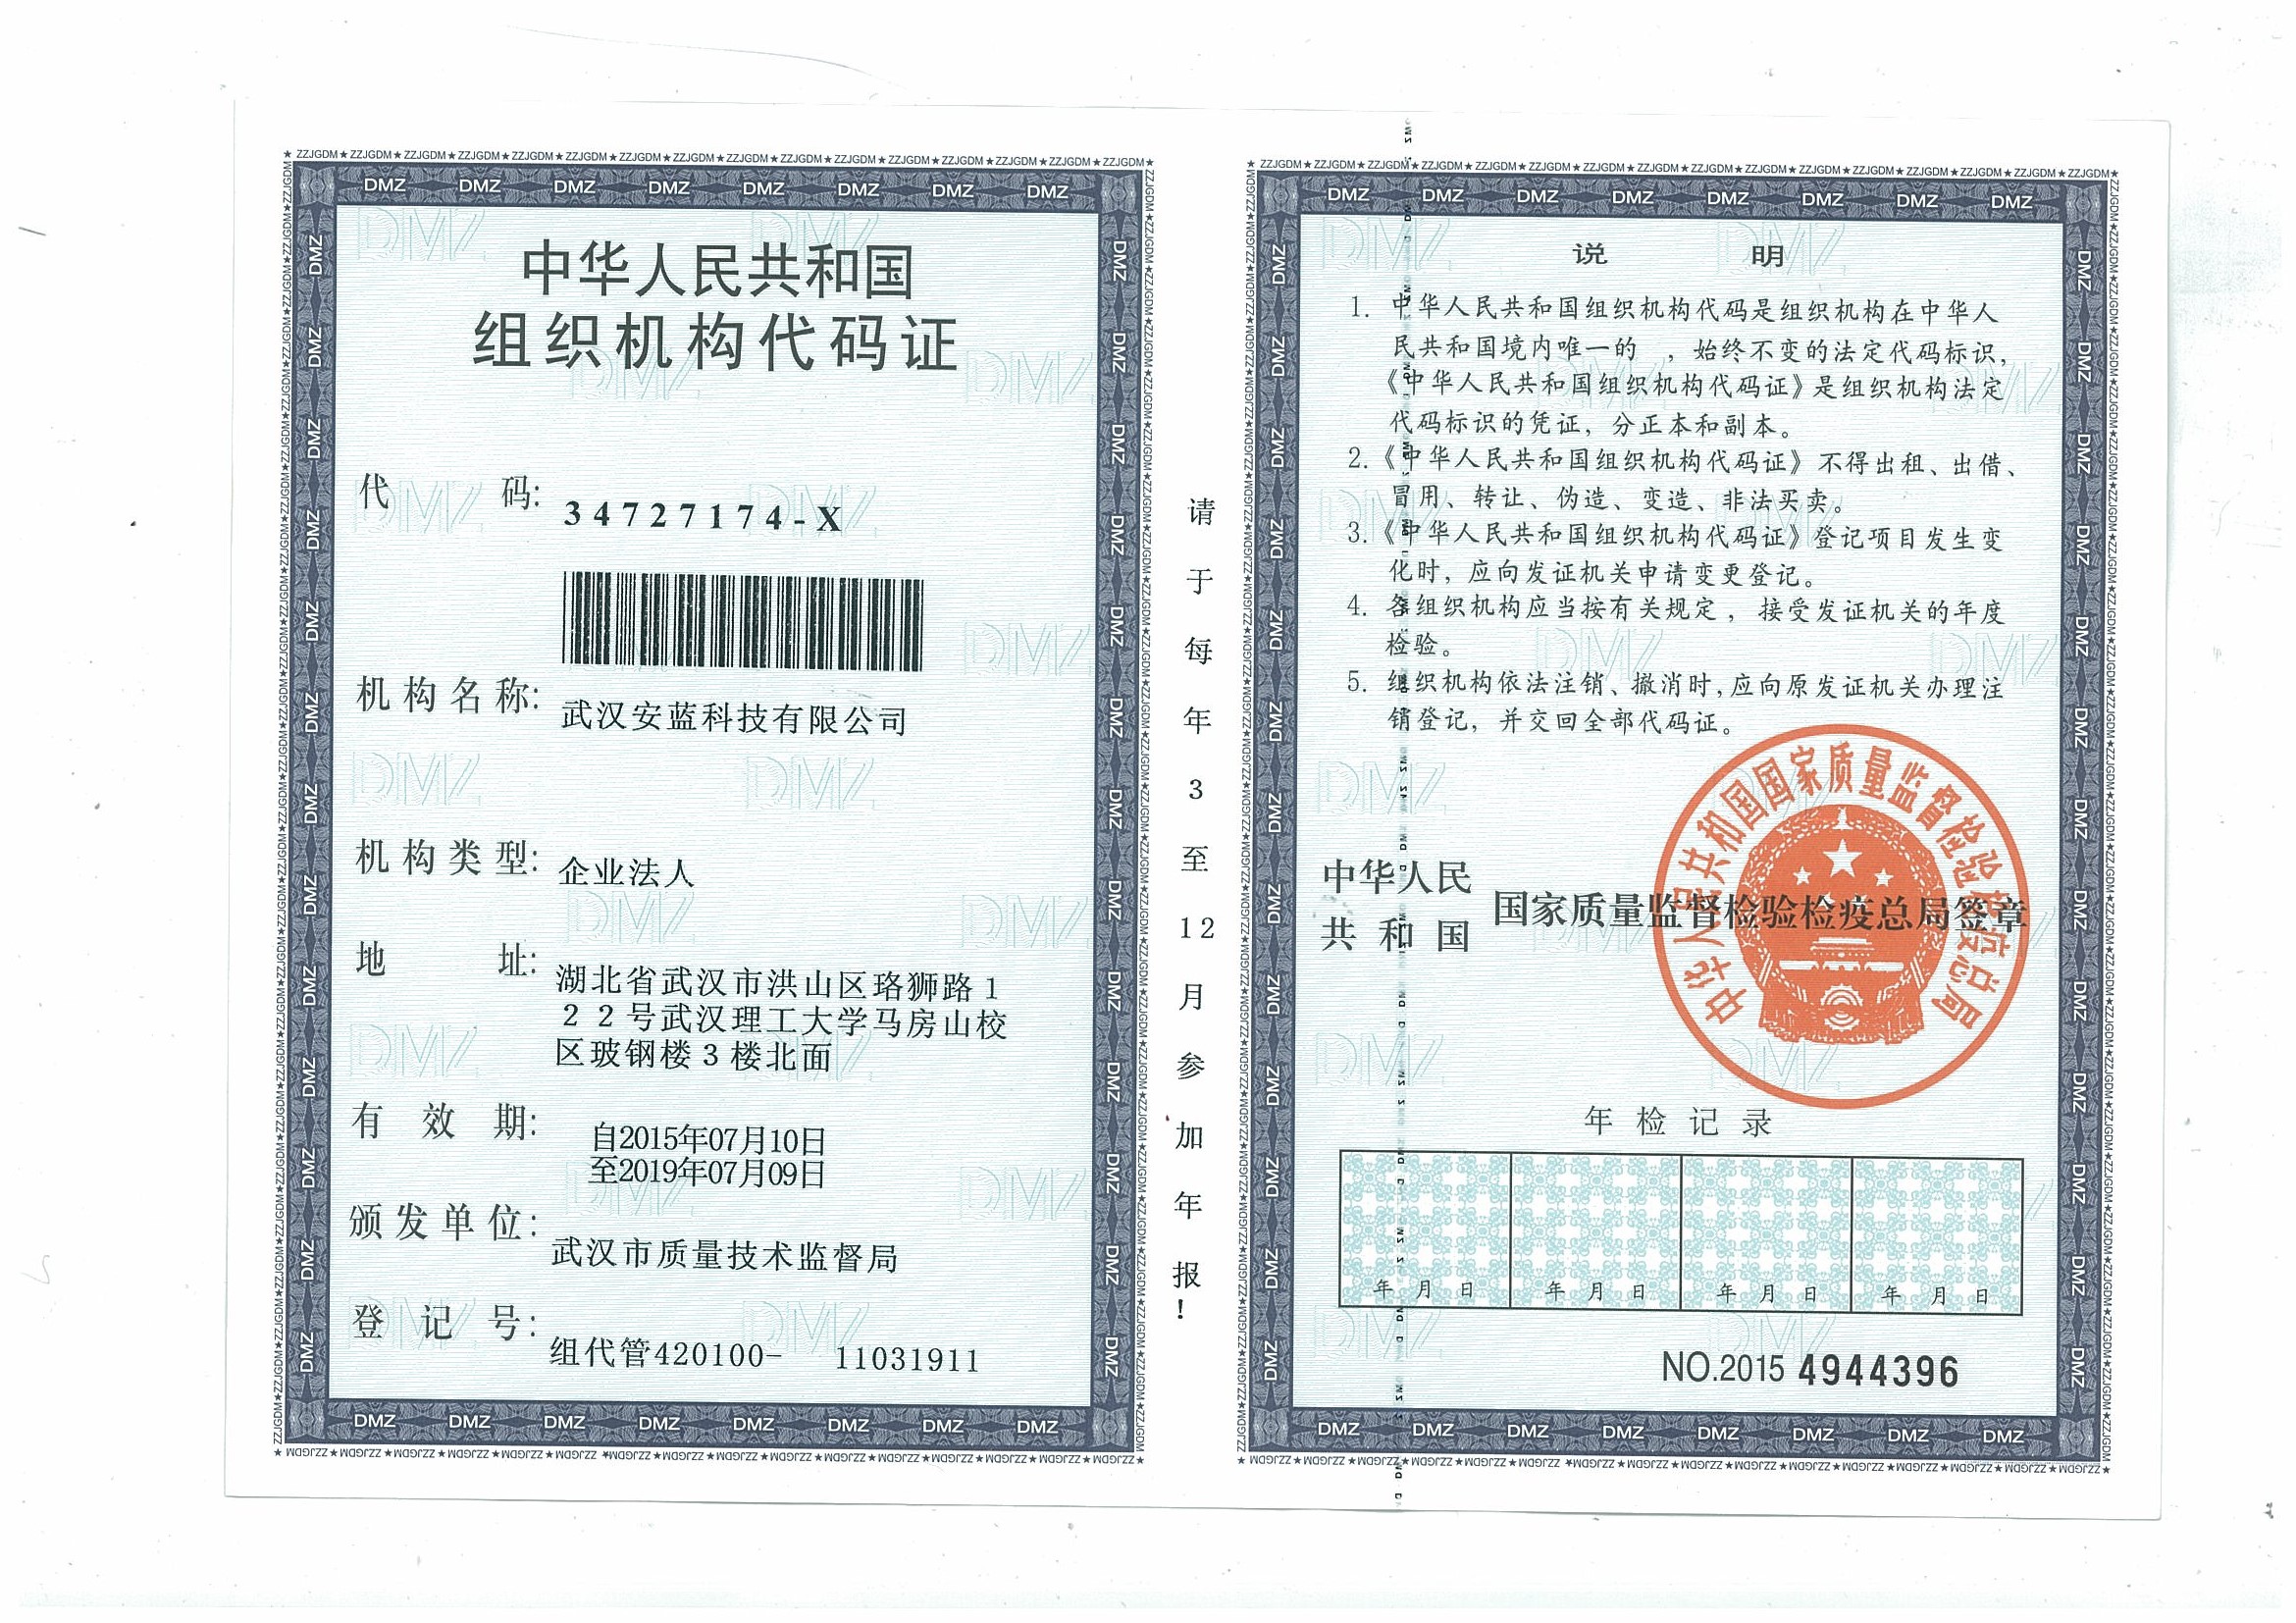 中华人民共和国
组织机构代码证
代 码: 34727174-X
机构名称: 武汉安蓝科技有限公司
机构类型: 企业法人
地 址: 湖北省武汉市洪山区珞狮路1
22号武汉理工大学马房山校
区玻钢楼3楼北面
有 效 期: 自2015年07月10日
至2019年07月09日
颁发单位: 武汉市质量技术监督局
登 记 号: 组代管420100- 11031911
请于每年3至12月参加年报!
说 明
1. 中华人民共和国组织机构代码是组织机构在中华人
民共和国境内唯一的 ,始终不变的法定代码标识,
《中华人民共和国组织机构代码证》是组织机构法定
代码标识的凭证,分正本和副本。
2.《中华人民共和国组织机构代码证》不得出租、出借、
冒用、转让、伪造、变造、非法买卖。
3.《中华人民共和国组织机构代码证》登记项目发生变
化时,应向发证机关申请变更登记。
4. 各组织机构应当按有关规定,接受发证机关的年度
检验。
5. 组织机构依法注销、撤消时,应向原发证机关办理注
销登记,并交回全部代码证。
中华人民
共和国 国家质量监督检验检疫总局签章
中华人民共和国国家质量监督检验检疫总局
年检记录
年 月 日 年 月 日 年 月 日 年 月 日
NO.2015 4944396